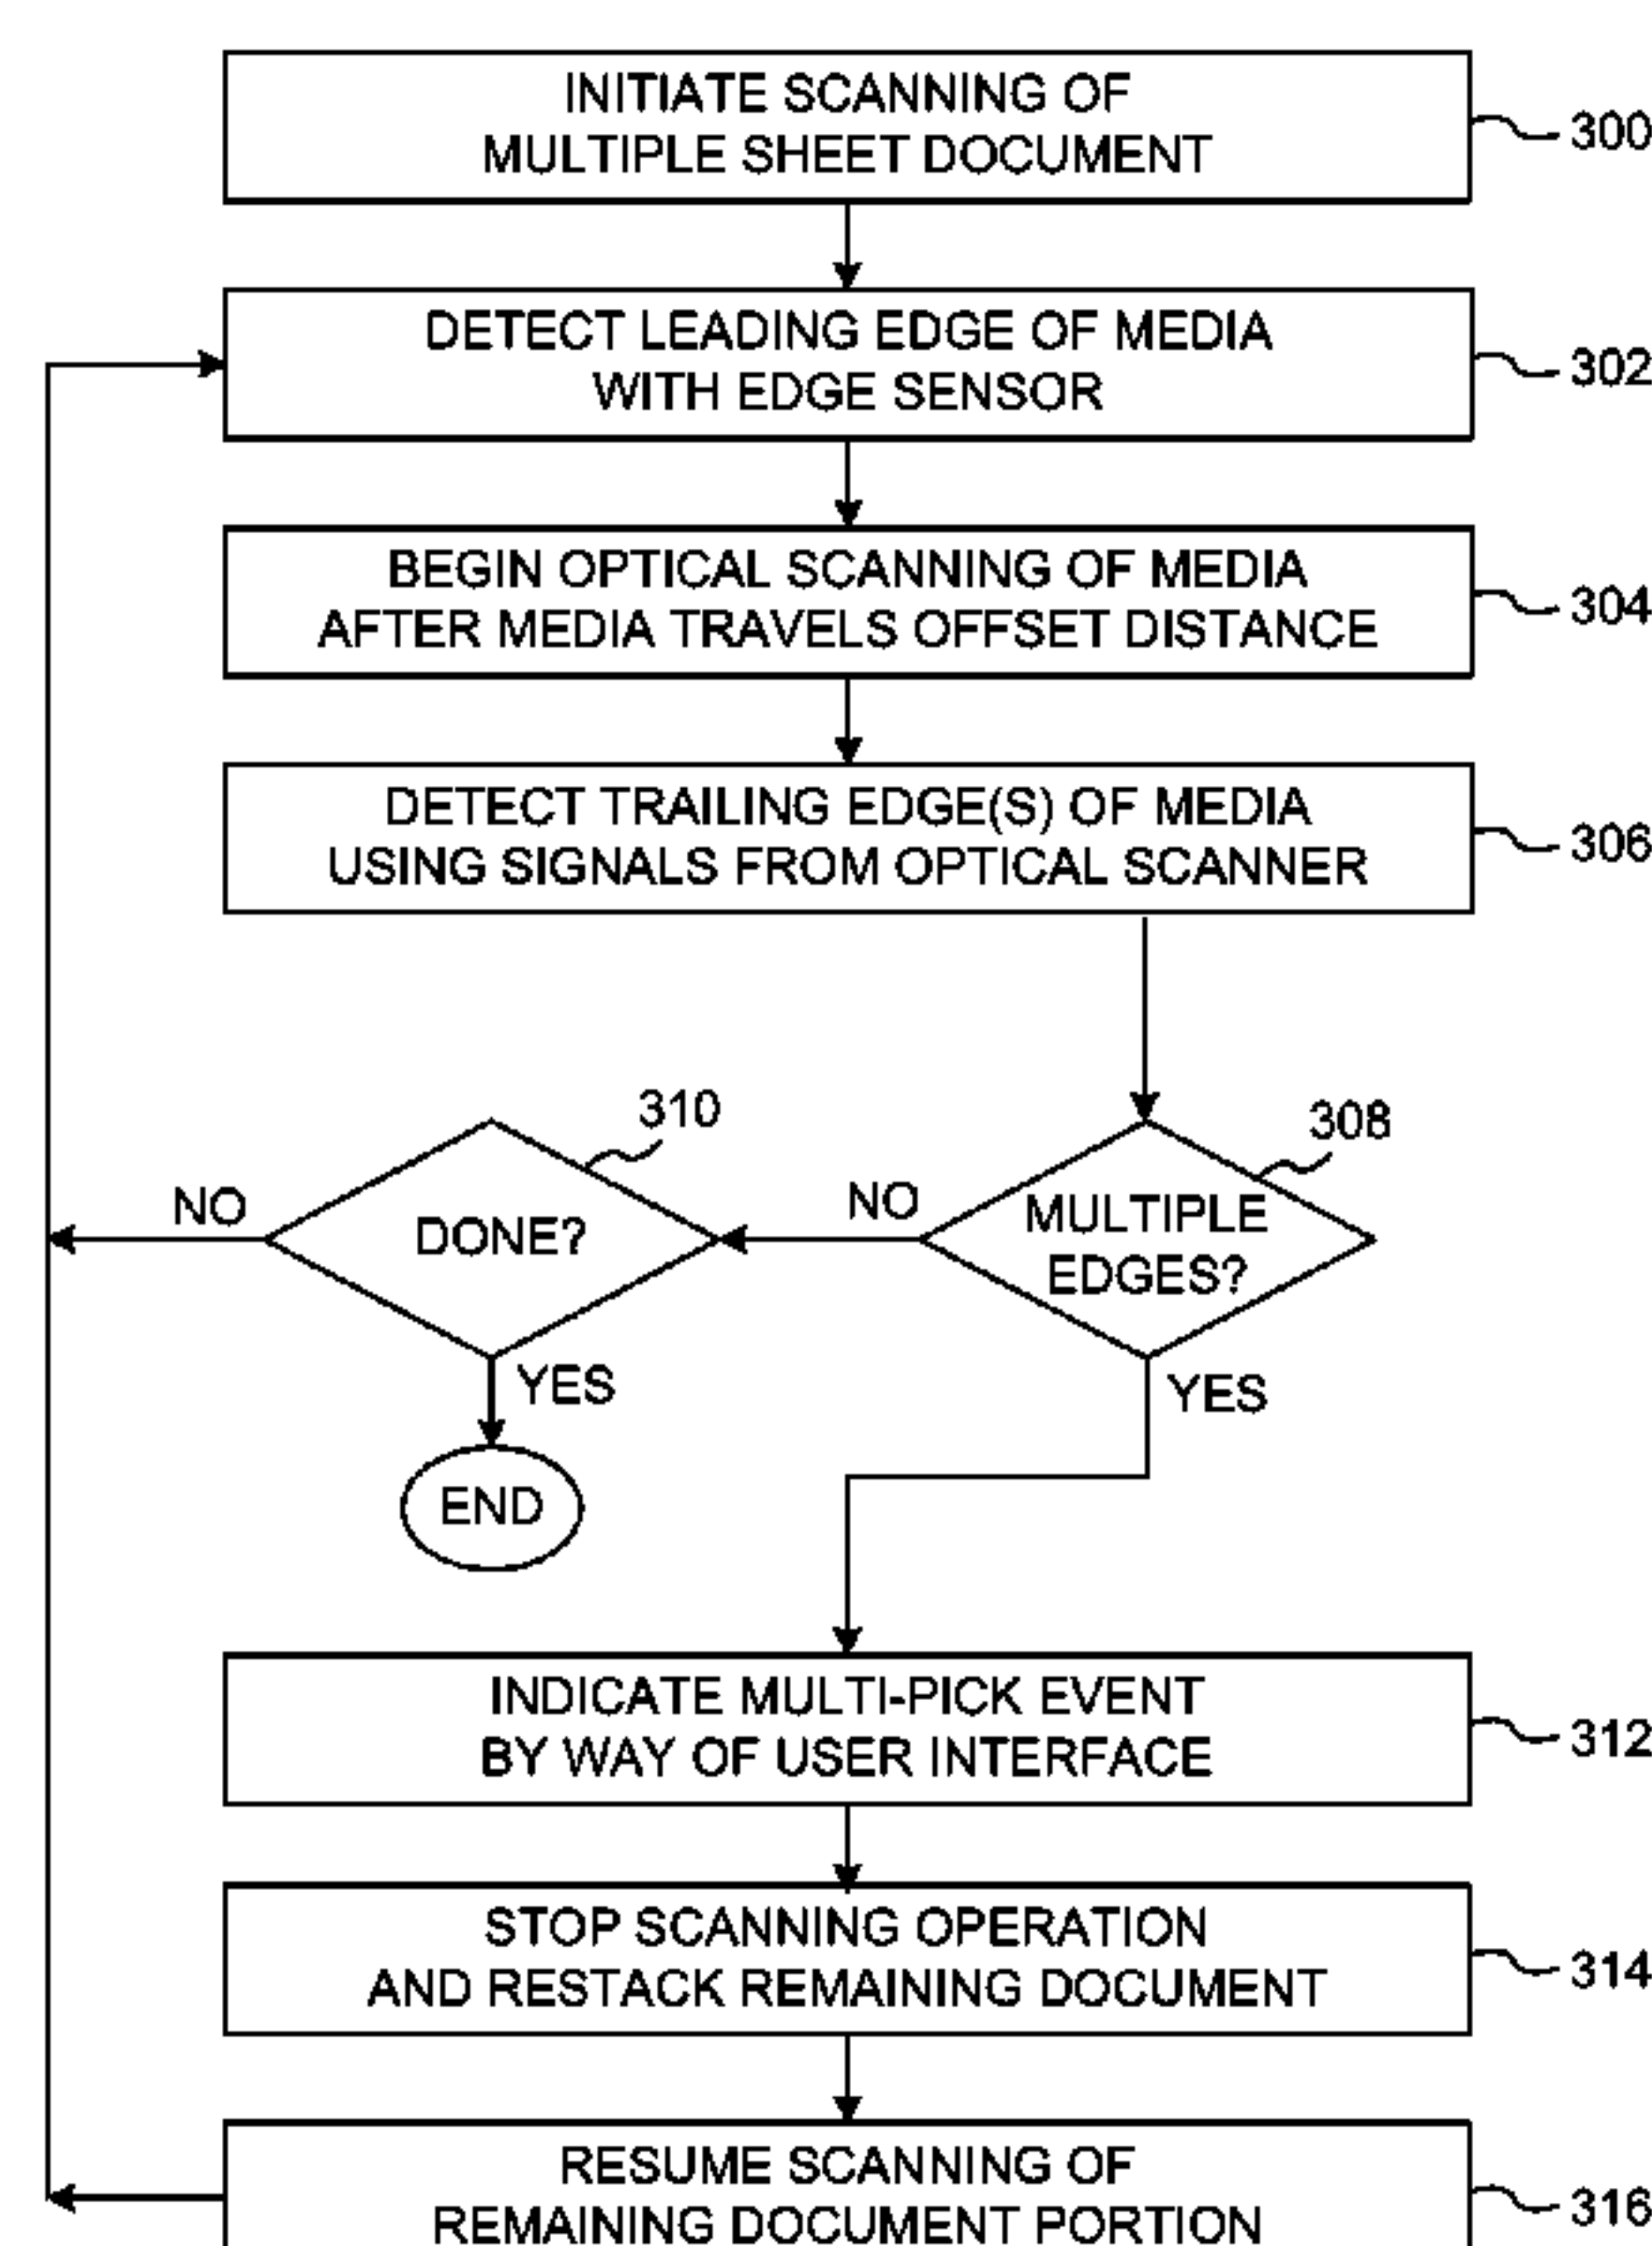 INITIATE SCANNING OF
MULTIPLE SHEET DOCUMENT
300
DETECT LEADING EDGE OF MEDIA
WITH EDGE SENSOR
302
BEGIN OPTICAL SCANNING OF MEDIA
AFTER MEDIA TRAVELS OFFSET DISTANCE
304
DETECT TRAILING EDGE(S) OF MEDIA
USING SIGNALS FROM OPTICAL SCANNER
306
310
308
NO
DONE?
NO
MULTIPLE
EDGES?
YES
YES
END
INDICATE MULTI-PICK EVENT
BY WAY OF USER INTERFACE
312
STOP SCANNING OPERATION
AND RESTACK REMAINING DOCUMENT
314
RESUME SCANNING OF
REMAINING DOCUMENT PORTION
316